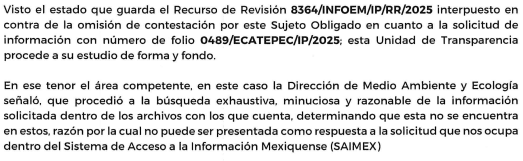 Visto el estado que guarda el Recurso de Revisión 8364/INFOEM/IP/RR/2025 interpuesto en
contra de la omisión de contestación por este Sujeto Obligado en cuanto a la solicitud de
información con número de folio 0489/ECATEPEC/IP/2025; esta Unidad de Transparencia
procede a su estudio de forma y fondo.
En ese tenor el área competente, en este caso la Dirección de Medio Ambiente y Ecología
señaló, que procedió a la búsqueda exhaustiva, minuciosa y razonable de la información
solicitada dentro de los archivos con los que cuenta, determinando que esta no se encuentra
en estos, razón por la cual no puede ser presentada como respuesta a la solicitud que nos ocupa
dentro del Sistema de Acceso a la Información Mexiquense (SAIMEX)